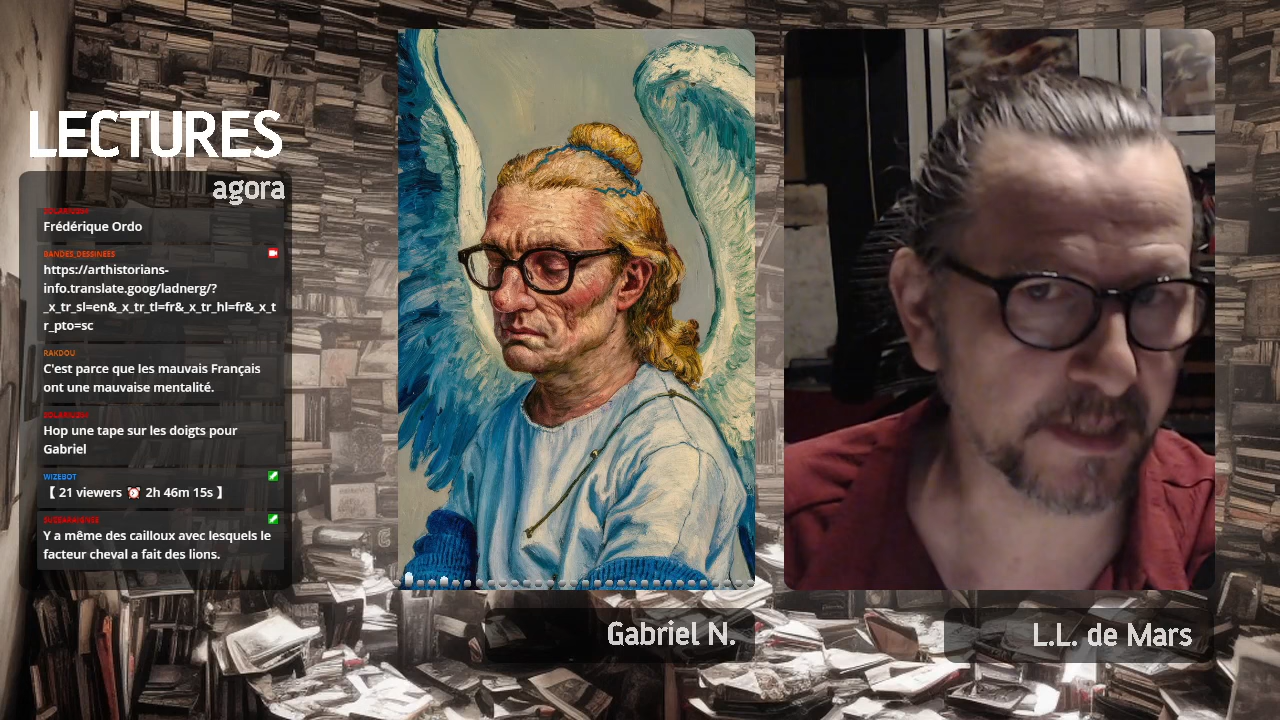 LECTURES
agora
Frédérique Ordo
BANDES_DESSINEES
https://arthistorians-
info.translate.goog/ladnerg/?
_x_tr_sl=en&_x_tr_tl=fr&_x_tr_hl=fr&_x_t
r_pto=sc
RAKDOU
C'est parce que les mauvais Français
ont une mauvaise mentalité.
Hop une tape sur les doigts pour
Gabriel
WIZEBOT
【 21 viewers ⏰ 2h 46m 15s 】
Y a même des cailloux avec lesquels le
facteur cheval a fait des lions.
Gabriel N.
L.L. de Mars